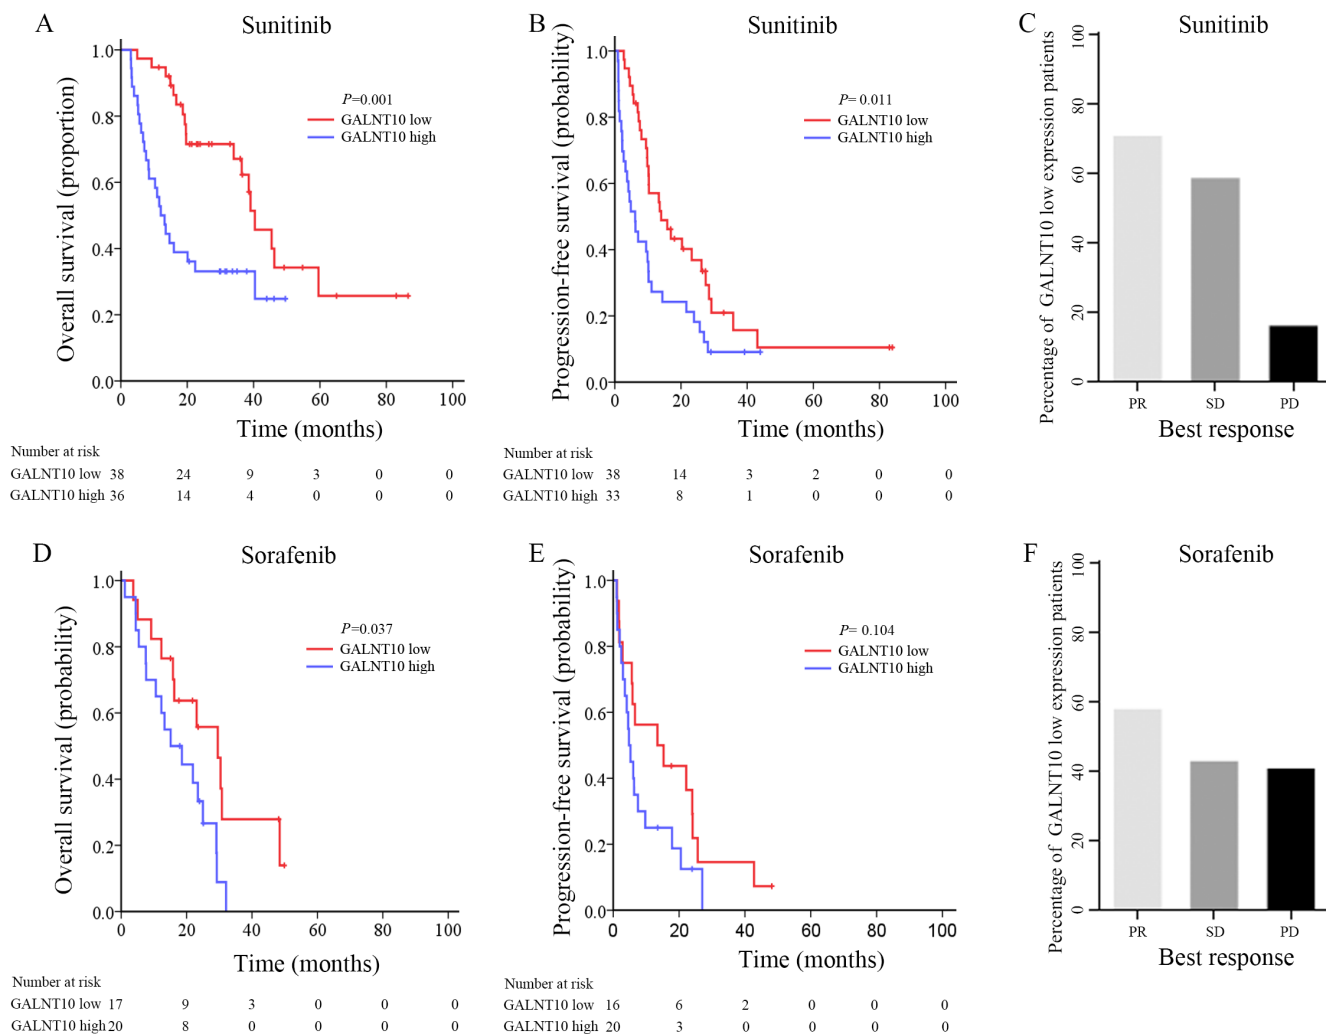 A
Sunitinib
Overall survival (proportion)
1.0
0.8
0.6
0.4
0.2
0.0
P=0.001
GALNT10 low
GALNT10 high
0 20 40 60 80 100
Time (months)
Number at risk
GALNT10 low 38 24 9 3 0 0
GALNT10 high 36 14 4 0 0 0
B
Sunitinib
Progression-free survival (probability)
1.0
0.8
0.6
0.4
0.2
0.0
P= 0.011
GALNT10 low
GALNT10 high
0 20 40 60 80 100
Time (months)
Number at risk
GALNT10 low 38 14 3 2 0 0
GALNT10 high 33 8 1 0 0 0
C
Sunitinib
Percentage of GALNT10 low expression patients
100
80
60
40
20
0
PR SD PD
Best response
D
Sorafenib
Overall survival (probability)
1.0
0.8
0.6
0.4
0.2
0.0
P=0.037
GALNT10 low
GALNT10 high
0 20 40 60 80 100
Time (months)
Number at risk
GALNT10 low 17 9 3 0 0 0
GALNT10 high 20 8 0 0 0 0
E
Sorafenib
Progression-free survival (probability)
1.0
0.8
0.6
0.4
0.2
0.0
P= 0.104
GALNT10 low
GALNT10 high
0 20 40 60 80 100
Time (months)
Number at risk
GALNT10 low 16 6 2 0 0 0
GALNT10 high 20 3 0 0 0 0
F
Sorafenib
Percentage of GALNT10 low expression patients
100
80
60
40
20
0
PR SD PD
Best response